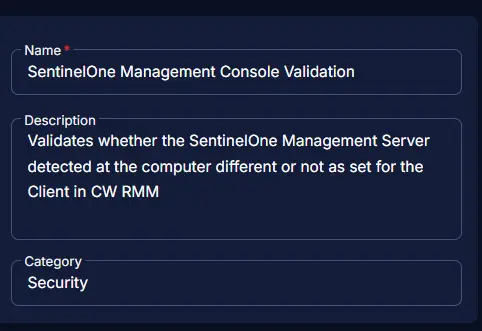 Name *
SentinelOne Management Console Validation
Description
Validates whether the SentinelOne Management Server
detected at the computer different or not as set for the
Client in CW RMM
Category
Security